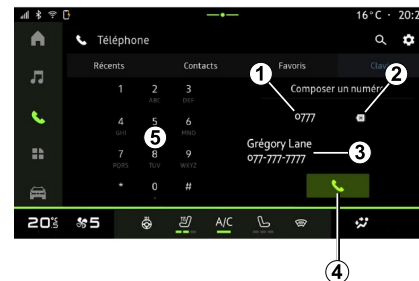 16°C · 20:2
Téléphone
Récents Contacts Favoris Clavi
1 2 ABC 3 DEF
Composer un numéro
1 2
0777
4 GHI 5 6 MNO
5
Grégory Lane
077-777-7777
3
7 PQRS 8 TUV 9 WXYZ
* 0 #
20 5 A/C
4